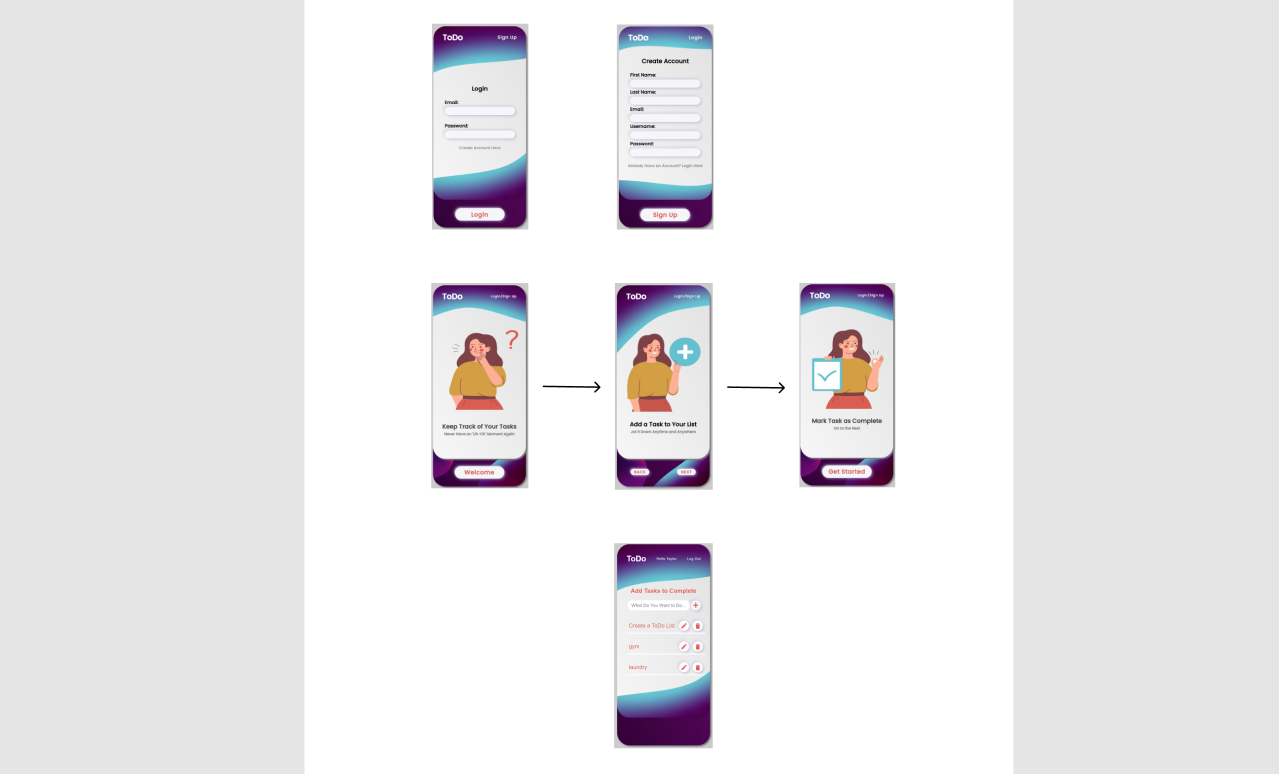 ToDo
Sign Up
Login
Email:
Password:
Create Account Here
Login
ToDo
Login
Create Account
First Name:
Last Name:
Email:
Username:
Password:
Already Have an Account? Login Here
Sign Up
ToDo
Login/Sign Up
?
Keep Track of Your Tasks
Never Have an 'Uh-Oh' Moment Again
Welcome
ToDo
Login/Sign Up
Add a Task to Your List
Jot It Down Anytime and Anywhere
BACK
NEXT
ToDo
Login/Sign Up
Mark Task as Complete
On to the Next
Get Started
ToDo
Hello Taylor
Log Out
Add Tasks to Complete
What Do You Want to Do...
Create a ToDo List
gym
laundry